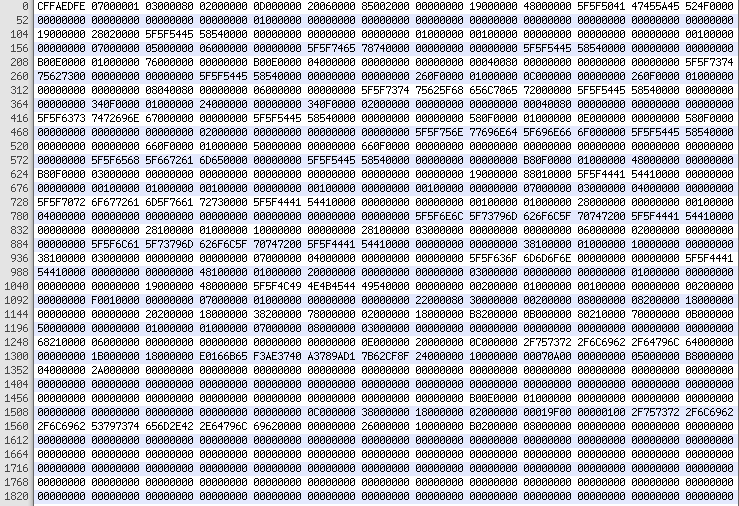 0 CFFAEDFE 07000001 03000080 02000000 0D000000 20060000 85002000 00000000 19000000 48000000 5F5F5041 47455A45 524F0000
52 00000000 00000000 00000000 00000000 01000000 00000000 00000000 00000000 00000000 00000000 00000000 00000000 00000000
104 19000000 28020000 5F5F5445 58540000 00000000 00000000 00000000 01000000 00100000 00000000 00000000 00000000 00100000
156 00000000 07000000 05000000 06000000 00000000 5F5F7465 78740000 00000000 00000000 5F5F5445 58540000 00000000 00000000
208 B00E0000 01000000 76000000 00000000 B00E0000 04000000 00000000 00000000 00040080 00000000 00000000 00000000 5F5F7374
260 75627300 00000000 00000000 5F5F5445 58540000 00000000 00000000 260F0000 01000000 0C000000 00000000 260F0000 01000000
312 00000000 00000000 08040080 00000000 06000000 00000000 5F5F7374 75625F68 656C7065 72000000 5F5F5445 58540000 00000000
364 00000000 340F0000 01000000 24000000 00000000 340F0000 02000000 00000000 00000000 00040080 00000000 00000000 00000000
416 5F5F6373 7472696E 67000000 00000000 5F5F5445 58540000 00000000 00000000 580F0000 01000000 0E000000 00000000 580F0000
468 00000000 00000000 00000000 02000000 00000000 00000000 00000000 5F5F756E 77696E64 5F696E66 6F000000 5F5F5445 58540000
520 00000000 00000000 660F0000 01000000 50000000 00000000 660F0000 00000000 00000000 00000000 00000000 00000000 00000000
572 00000000 5F5F6568 5F667261 6D650000 00000000 5F5F5445 58540000 00000000 00000000 B80F0000 01000000 48000000 00000000
624 B80F0000 03000000 00000000 00000000 00000000 00000000 00000000 00000000 19000000 88010000 5F5F4441 54410000 00000000
676 00000000 00100000 01000000 00100000 00000000 00100000 00000000 00100000 00000000 07000000 03000000 04000000 00000000
728 5F5F7072 6F677261 6D5F7661 72730000 5F5F4441 54410000 00000000 00000000 00100000 01000000 28000000 00000000 00100000
780 04000000 00000000 00000000 00000000 00000000 00000000 00000000 5F5F6E6C 5F73796D 626F6C5F 70747200 5F5F4441 54410000
832 00000000 00000000 28100000 01000000 10000000 00000000 28100000 03000000 00000000 00000000 06000000 02000000 00000000
884 00000000 5F5F6C61 5F73796D 626F6C5F 70747200 5F5F4441 54410000 00000000 00000000 38100000 01000000 10000000 00000000
936 38100000 03000000 00000000 00000000 07000000 04000000 00000000 00000000 5F5F636F 6D6D6F6E 00000000 00000000 5F5F4441
988 54410000 00000000 00000000 48100000 01000000 20000000 00000000 00000000 03000000 00000000 00000000 01000000 00000000
1040 00000000 00000000 19000000 48000000 5F5F4C49 4E4B4544 49540000 00000000 00200000 01000000 00100000 00000000 00200000
1092 00000000 F0010000 00000000 07000000 01000000 00000000 00000000 22000080 30000000 00200000 08000000 08200000 18000000
1144 00000000 00000000 20200000 18000000 38200000 78000000 02000000 18000000 B8200000 0B000000 80210000 70000000 0B000000
1196 50000000 00000000 01000000 01000000 07000000 08000000 03000000 00000000 00000000 00000000 00000000 00000000 00000000
1248 68210000 06000000 00000000 00000000 00000000 00000000 0E000000 20000000 0C000000 2F757372 2F6C6962 2F64796C 64000000
1300 00000000 1B000000 18000000 E0166B65 F3AE3740 A3789AD1 7B62CF8F 24000000 10000000 00070A00 00000000 05000000 B8000000
1352 04000000 2A000000 00000000 00000000 00000000 00000000 00000000 00000000 00000000 00000000 00000000 00000000 00000000
1404 00000000 00000000 00000000 00000000 00000000 00000000 00000000 00000000 00000000 00000000 00000000 00000000 00000000
1456 00000000 00000000 00000000 00000000 00000000 00000000 00000000 00000000 B00E0000 01000000 00000000 00000000 00000000
1508 00000000 00000000 00000000 00000000 00000000 0C000000 38000000 18000000 02000000 00019F00 00000100 2F757372 2F6C6962
1560 2F6C6962 53797374 656D2E42 2E64796C 69620000 00000000 26000000 10000000 B0020000 08000000 00000000 00000000 00000000
1612 00000000 00000000 00000000 00000000 00000000 00000000 00000000 00000000 00000000 00000000 00000000 00000000 00000000
1664 00000000 00000000 00000000 00000000 00000000 00000000 00000000 00000000 00000000 00000000 00000000 00000000 00000000
1716 00000000 00000000 00000000 00000000 00000000 00000000 00000000 00000000 00000000 00000000 00000000 00000000 00000000
1768 00000000 00000000 00000000 00000000 00000000 00000000 00000000 00000000 00000000 00000000 00000000 00000000 00000000
1820 00000000 00000000 00000000 00000000 00000000 00000000 00000000 00000000 00000000 00000000 00000000 00000000 00000000